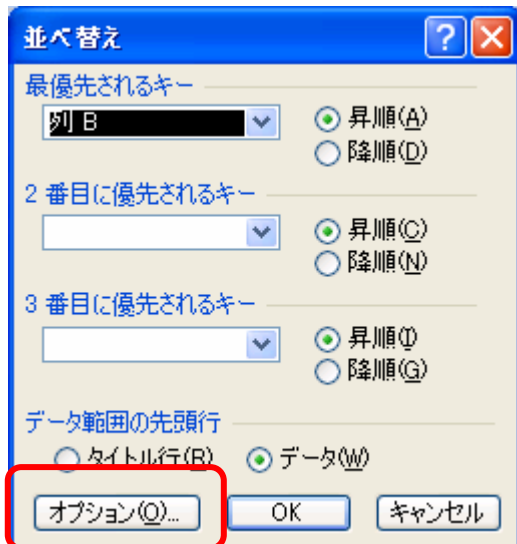 並べ替え
最優先されるキー
列 B
昇順(A)
降順(D)
2 番目に優先されるキー
昇順(C)
降順(N)
3 番目に優先されるキー
昇順(I)
降順(G)
データ範囲の先頭行
タイトル行(R) データ(W)
オプション(O)... OK キャンセル